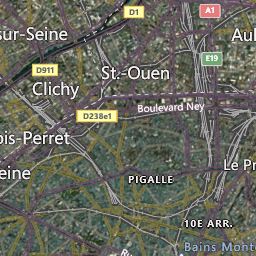 D1
A1
-sur-Seine
Aub
E19
D911
St.-Ouen
Clichy
Boulevard Ney
D238e1
ois-Perret
Le Pr
eine
PIGALLE
10E ARR.
Bains Mont